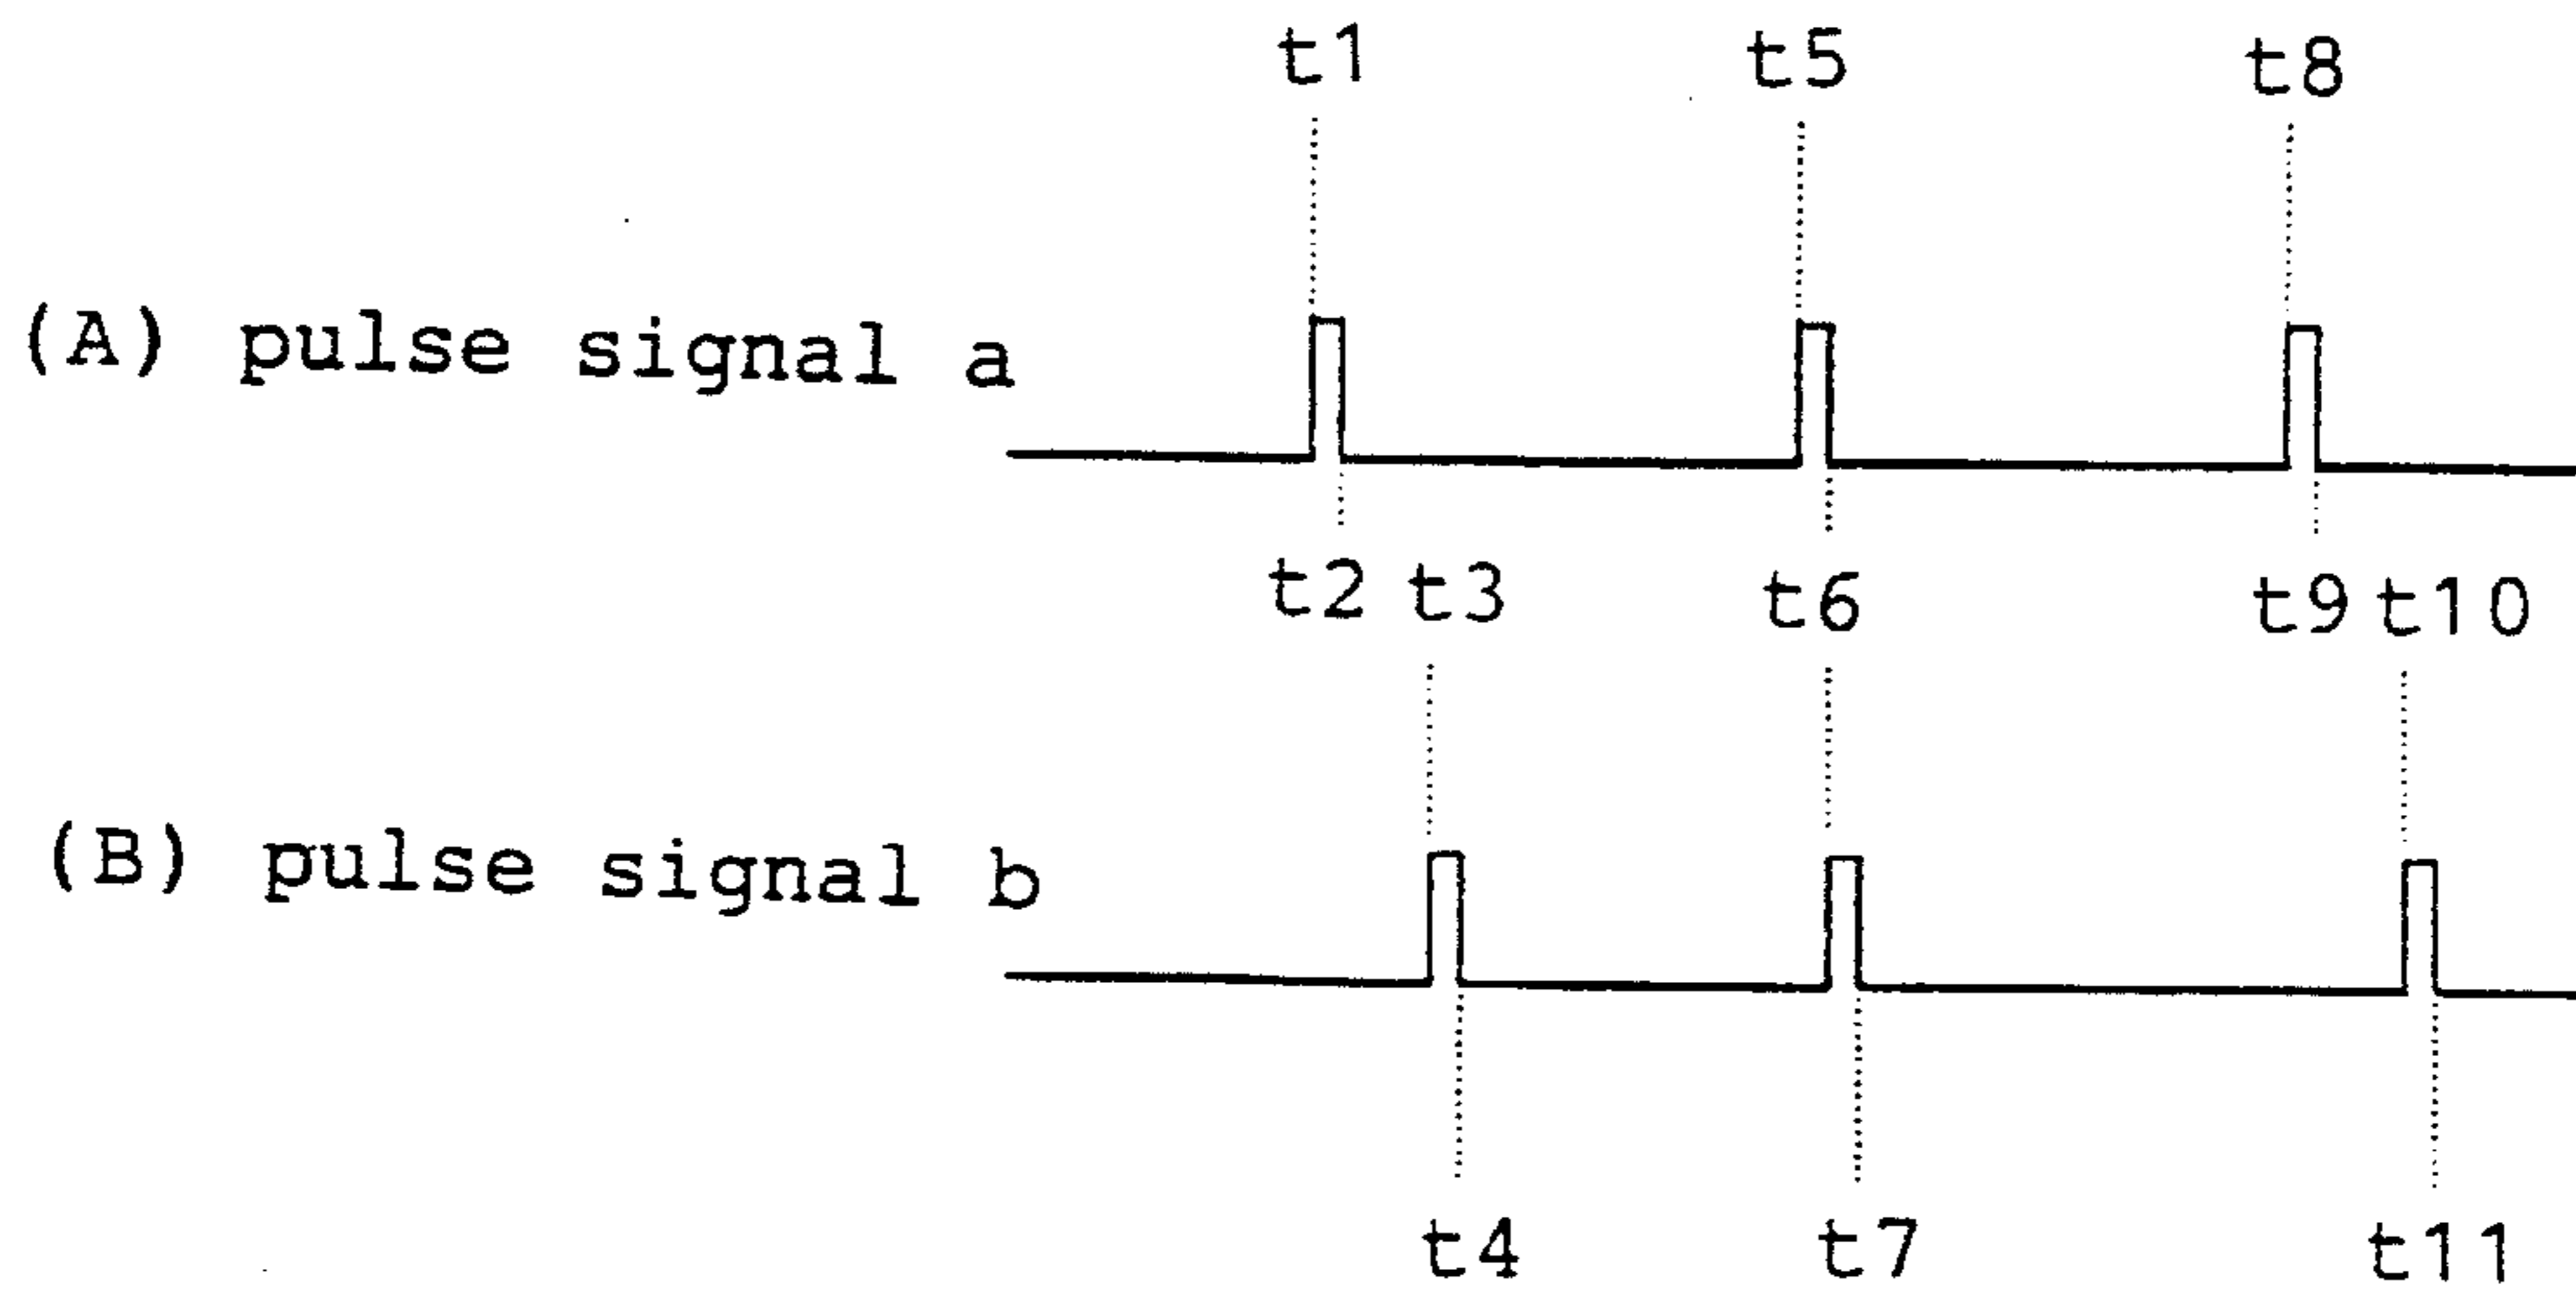 t1 t5 t8
(A) pulse signal a
t2 t3 t6 t9 t10
(B) pulse signal b
t4 t7 t11